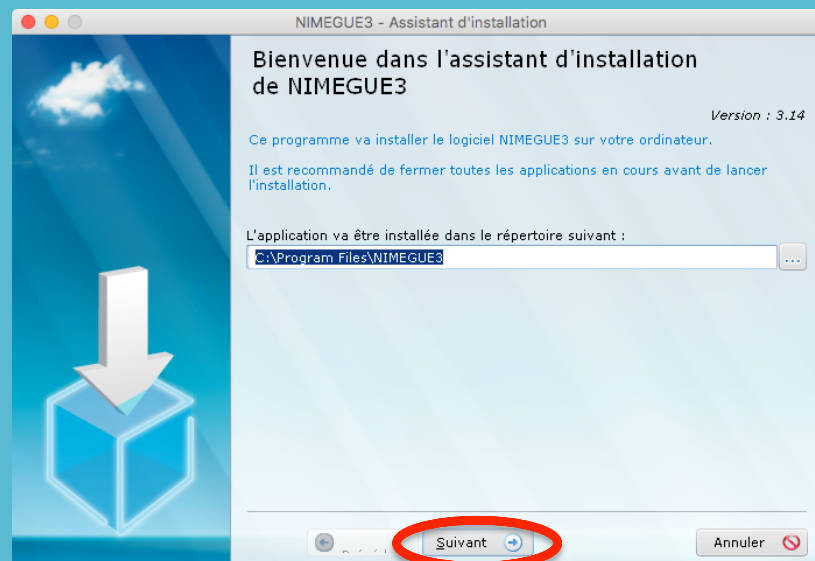 NIMEGUE3 - Assistant d'installation
Bienvenue dans l'assistant d'installation
de NIMEGUE3
Version : 3.14
Ce programme va installer le logiciel NIMEGUE3 sur votre ordinateur.
Il est recommandé de fermer toutes les applications en cours avant de lancer
l'installation.
L'application va être installée dans le répertoire suivant :
C:\Program Files\NIMEGUE3
...
Suivant
Annuler